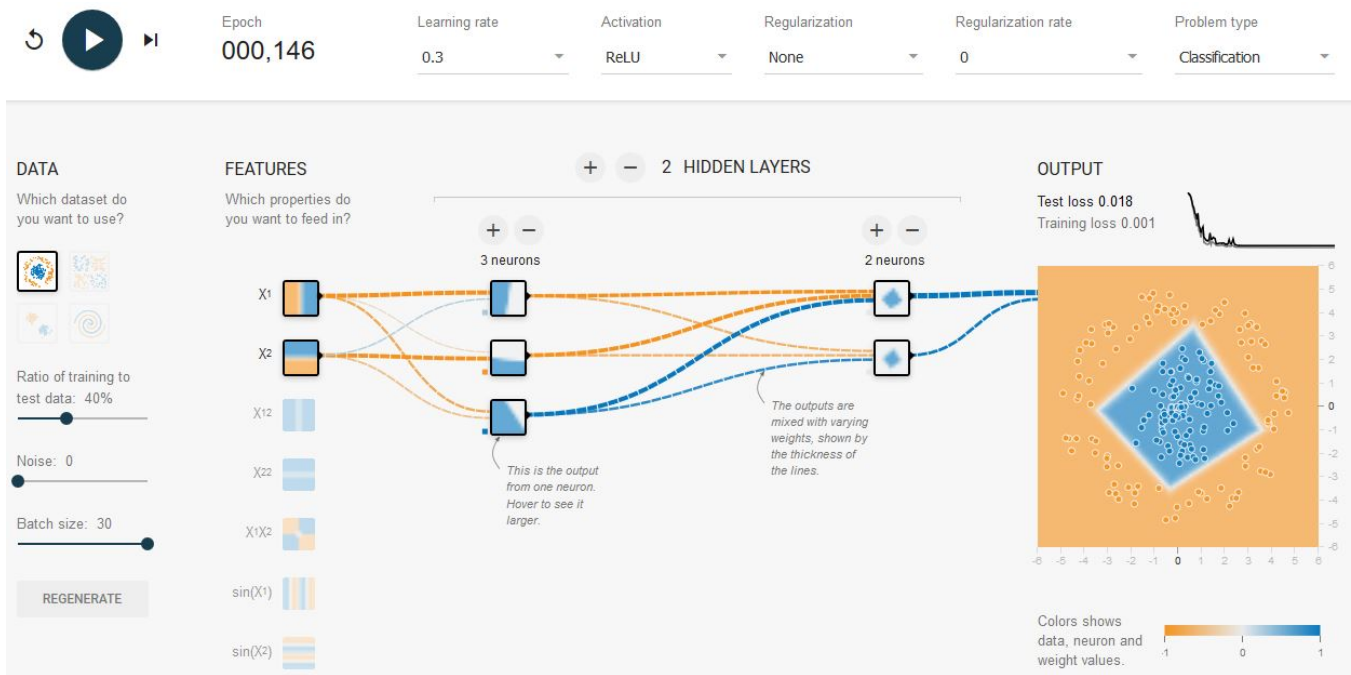 Epoch
000,146
Learning rate
0.3
Activation
ReLU
Regularization
None
Regularization rate
0
Problem type
Classification
DATA
Which dataset do
you want to use?
Ratio of training to
test data: 40%
Noise: 0
Batch size: 30
REGENERATE
FEATURES
Which properties do
you want to feed in?
X1
X2
X12
X22
X1X2
sin(X1)
sin(X2)
+ − 2 HIDDEN LAYERS
+ −
3 neurons
+ −
2 neurons
This is the output
from one neuron.
Hover to see it
larger.
The outputs are
mixed with varying
weights, shown by
the thickness of
the lines.
OUTPUT
Test loss 0.018
Training loss 0.001
6
5
4
3
2
1
0
-1
-2
-3
-4
-5
-6
-6 -5 -4 -3 -2 -1 0 1 2 3 4 5 6
Colors shows
data, neuron and
weight values.
-1 0 1